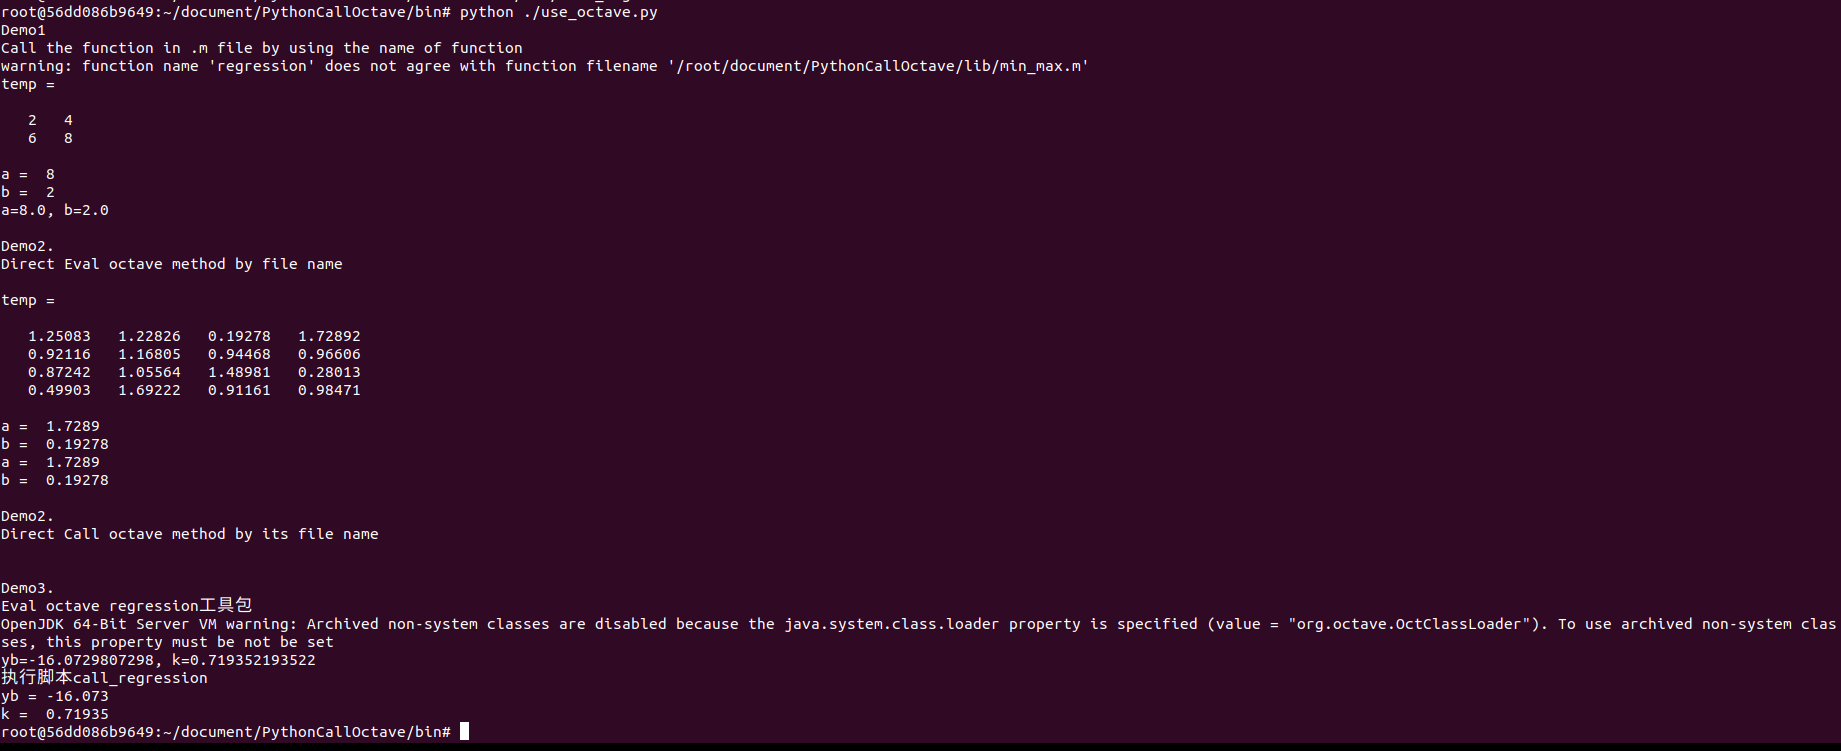 root@56dd086b9649:~/document/PythonCallOctave/bin# python ./use_octave.py
Demo1
Call the function in .m file by using the name of function
warning: function name 'regression' does not agree with function filename '/root/document/PythonCallOctave/lib/min_max.m'
temp =
2   4
6   8
a =  8
b =  2
a=8.0, b=2.0
Demo2.
Direct Eval octave method by file name
temp =
1.25083   1.22826   0.19278   1.72892
0.92116   1.16805   0.94468   0.96606
0.87242   1.05564   1.48981   0.28013
0.49903   1.69222   0.91161   0.98471
a =  1.7289
b =  0.19278
a =  1.7289
b =  0.19278
Demo2.
Direct Call octave method by its file name
Demo3.
Eval octave regression工具包
OpenJDK 64-Bit Server VM warning: Archived non-system classes are disabled because the java.system.class.loader property is specified (value = "org.octave.OctClassLoader"). To use archived non-system clas
ses, this property must be not be set
yb=-16.0729807298, k=0.719352193522
执行脚本call_regression
yb = -16.073
k =  0.71935
root@56dd086b9649:~/document/PythonCallOctave/bin#